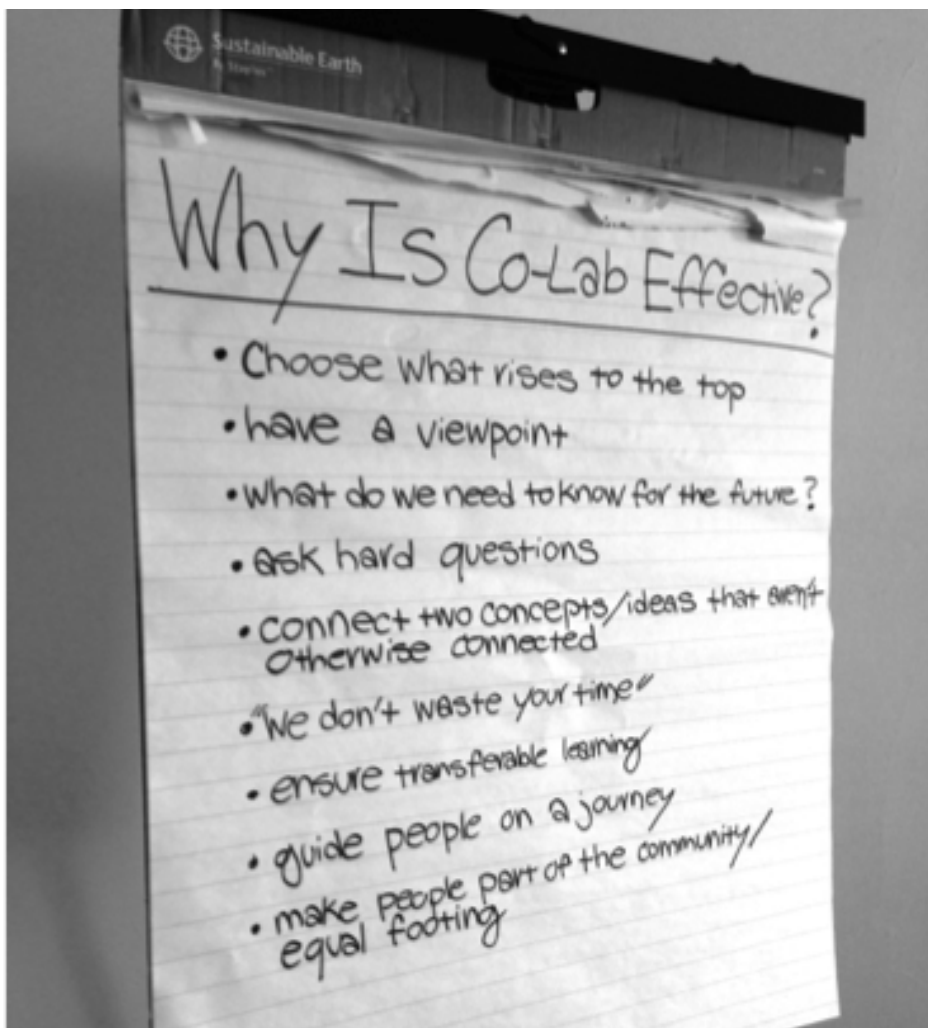 Sustainable Earth
By Staples
Why Is Co-Lab Effective?
• Choose what rises to the top
• have a viewpoint
• what do we need to know for the future?
• ask hard questions
• connect two concepts/ideas that aren't
otherwise connected
• "We don't waste your time"
• ensure transferable learning
• guide people on a journey
• make people part of the community/
equal footing